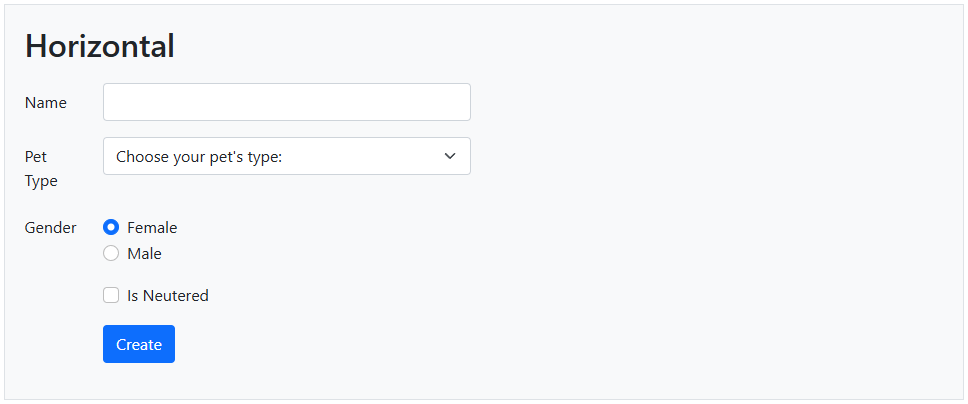 Horizontal
Name
Pet
Type
Choose your pet's type:
Gender
Female
Male
Is Neutered
Create